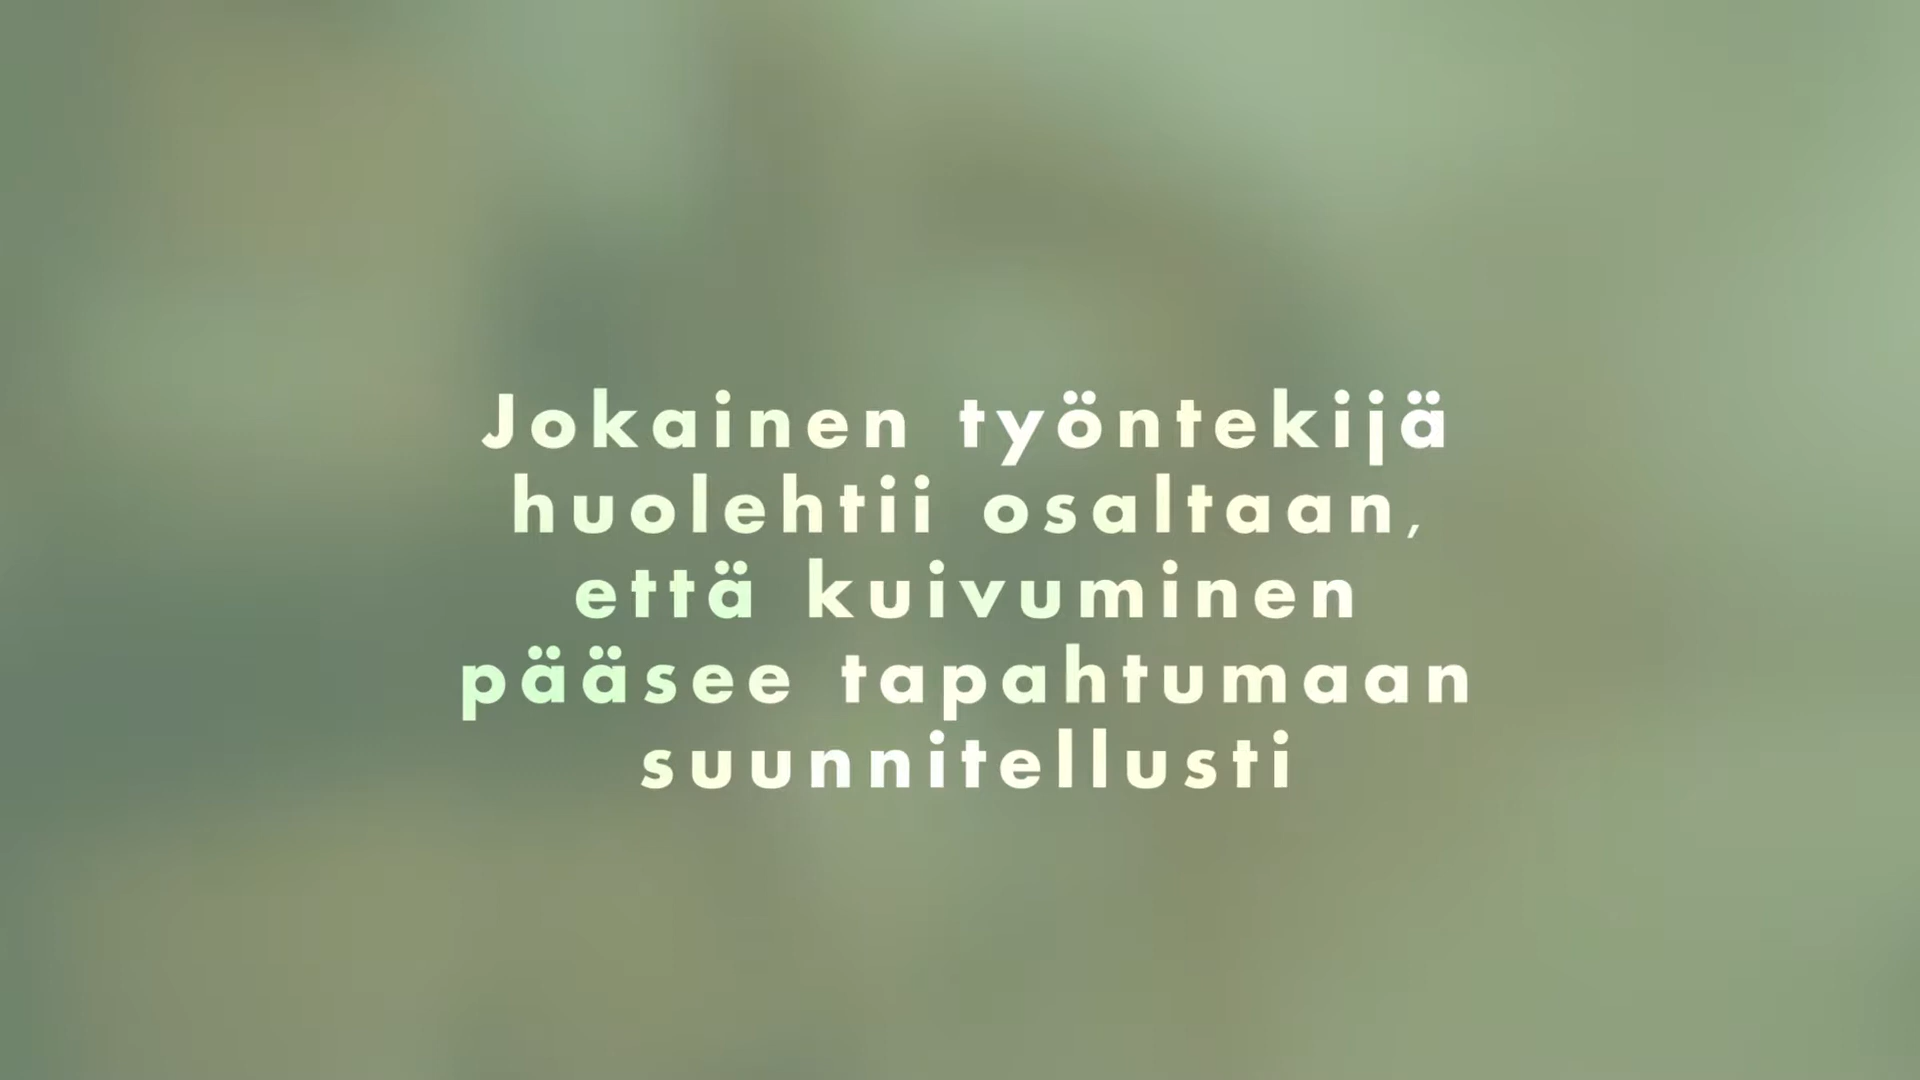 Jokainen työntekijä
huolehtii osaltaan,
että kuivuminen
pääsee tapahtumaan
suunnitellusti